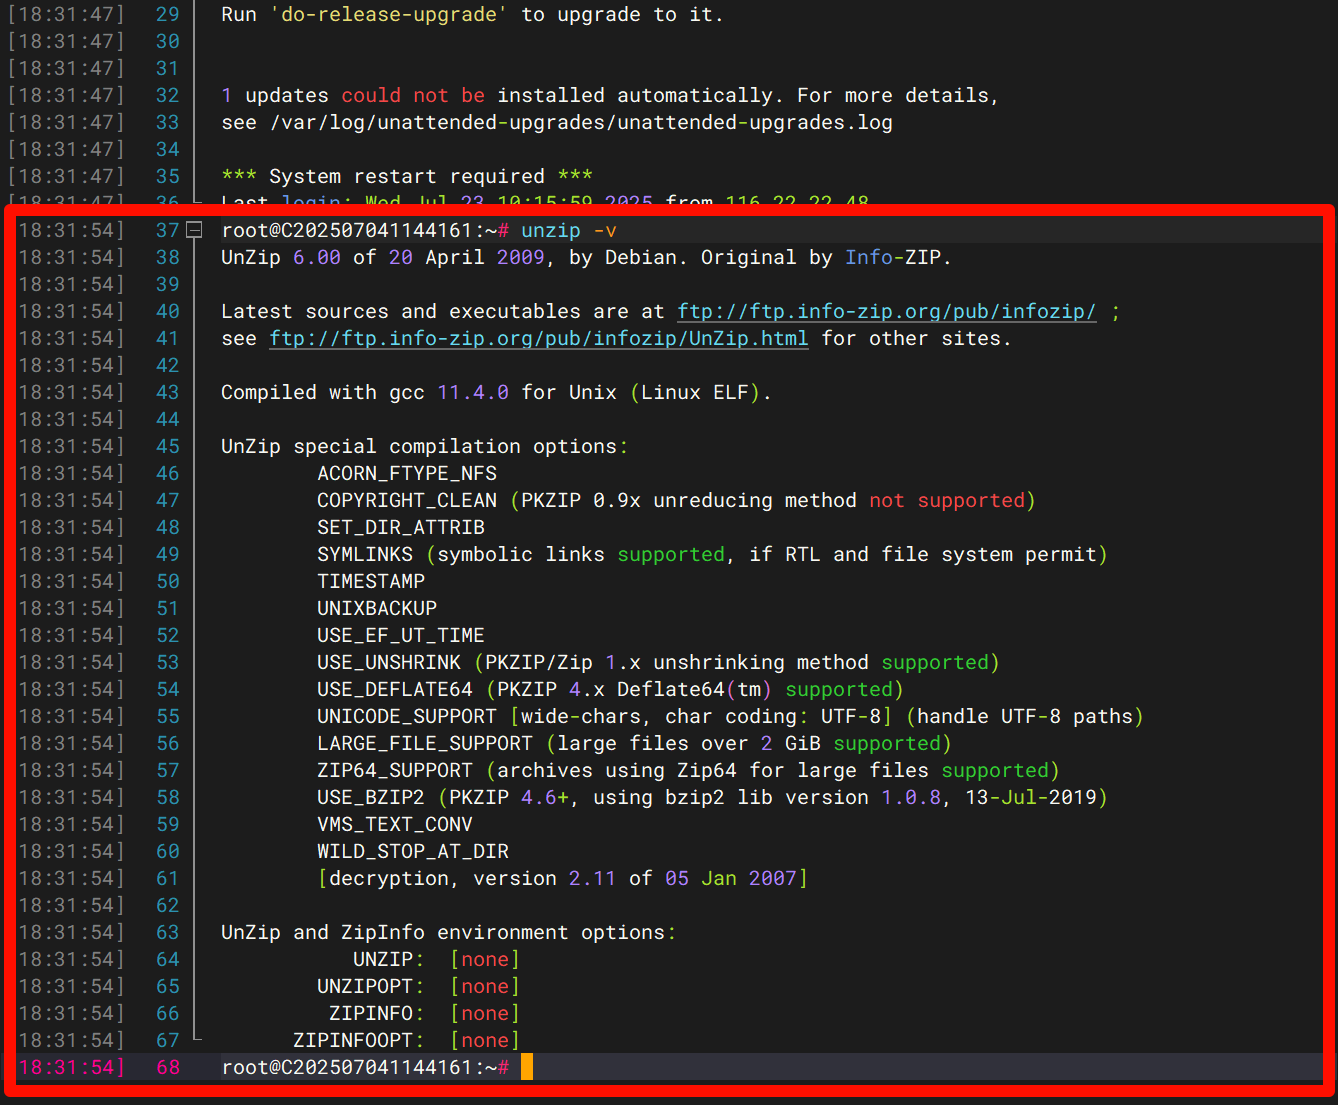 [18:31:47] 29 Run 'do-release-upgrade' to upgrade to it.
[18:31:47] 30
[18:31:47] 31
[18:31:47] 32 1 updates could not be installed automatically. For more details,
[18:31:47] 33 see /var/log/unattended-upgrades/unattended-upgrades.log
[18:31:47] 34
[18:31:47] 35 *** System restart required ***
[18:31:47] 36 Last login: Wed Jul 23 10:15:59 2025 from 116.22.22.48
18:31:54] 37 root@C202507041144161:~# unzip -v
18:31:54] 38 UnZip 6.00 of 20 April 2009, by Debian. Original by Info-ZIP.
18:31:54] 39
18:31:54] 40 Latest sources and executables are at ftp://ftp.info-zip.org/pub/infozip/ ;
18:31:54] 41 see ftp://ftp.info-zip.org/pub/infozip/UnZip.html for other sites.
18:31:54] 42
18:31:54] 43 Compiled with gcc 11.4.0 for Unix (Linux ELF).
18:31:54] 44
18:31:54] 45 UnZip special compilation options:
18:31:54] 46 ACORN_FTYPE_NFS
18:31:54] 47 COPYRIGHT_CLEAN (PKZIP 0.9x unreducing method not supported)
18:31:54] 48 SET_DIR_ATTRIB
18:31:54] 49 SYMLINKS (symbolic links supported, if RTL and file system permit)
18:31:54] 50 TIMESTAMP
18:31:54] 51 UNIXBACKUP
18:31:54] 52 USE_EF_UT_TIME
18:31:54] 53 USE_UNSHRINK (PKZIP/Zip 1.x unshrinking method supported)
18:31:54] 54 USE_DEFLATE64 (PKZIP 4.x Deflate64(tm) supported)
18:31:54] 55 UNICODE_SUPPORT [wide-chars, char coding: UTF-8] (handle UTF-8 paths)
18:31:54] 56 LARGE_FILE_SUPPORT (large files over 2 GiB supported)
18:31:54] 57 ZIP64_SUPPORT (archives using Zip64 for large files supported)
18:31:54] 58 USE_BZIP2 (PKZIP 4.6+, using bzip2 lib version 1.0.8, 13-Jul-2019)
18:31:54] 59 VMS_TEXT_CONV
18:31:54] 60 WILD_STOP_AT_DIR
18:31:54] 61 [decryption, version 2.11 of 05 Jan 2007]
18:31:54] 62
18:31:54] 63 UnZip and ZipInfo environment options:
18:31:54] 64 UNZIP: [none]
18:31:54] 65 UNZIPOPT: [none]
18:31:54] 66 ZIPINFO: [none]
18:31:54] 67 ZIPINFOOPT: [none]
18:31:54] 68 root@C202507041144161:~#